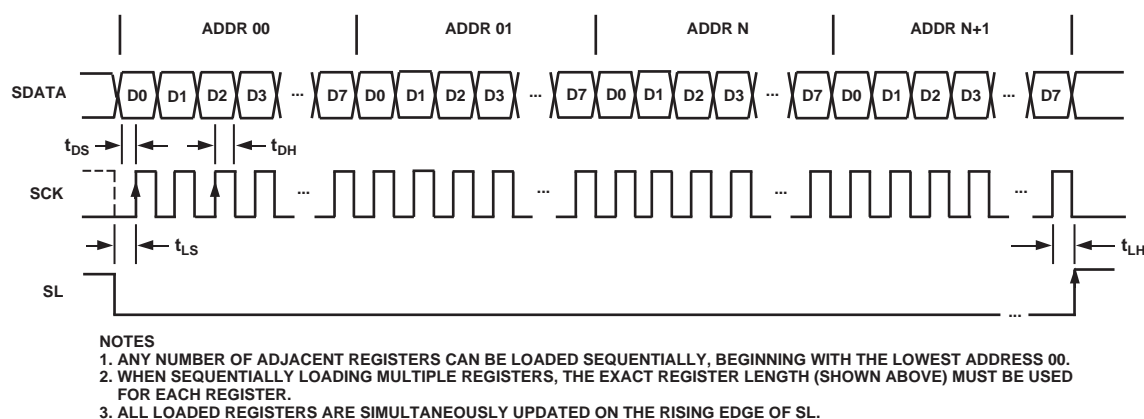 ADDR 00 ADDR 01 ADDR N ADDR N+1
SDATA D0 D1 D2 D3 ... D7 D0 D1 D2 D3 ... D7 D0 D1 D2 D3 ... D7 D0 D1 D2 D3 ... D7
tDS tDH
SCK ... ... ... ...
tLS tLH
SL ...
NOTES
1. ANY NUMBER OF ADJACENT REGISTERS CAN BE LOADED SEQUENTIALLY, BEGINNING WITH THE LOWEST ADDRESS 00.
2. WHEN SEQUENTIALLY LOADING MULTIPLE REGISTERS, THE EXACT REGISTER LENGTH (SHOWN ABOVE) MUST BE USED
FOR EACH REGISTER.
3. ALL LOADED REGISTERS ARE SIMULTANEOUSLY UPDATED ON THE RISING EDGE OF SL.